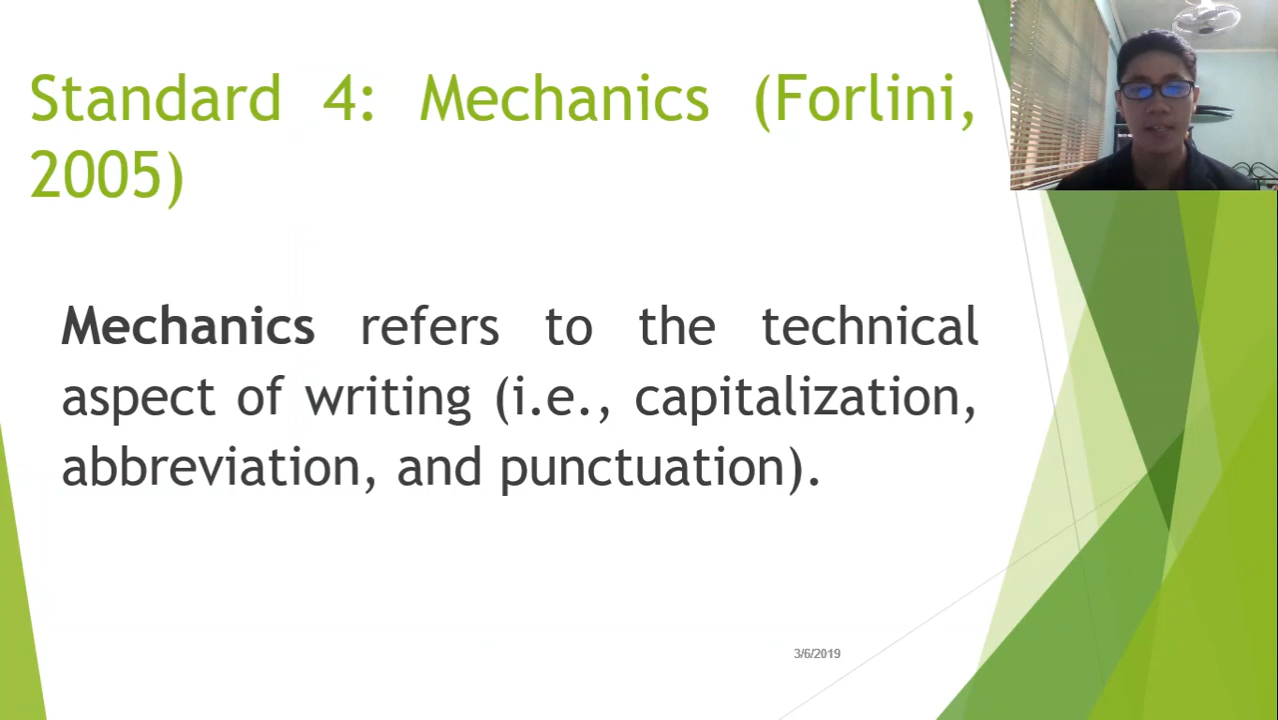 Standard 4: Mechanics (Forlini,
2005)
Mechanics refers to the technical
aspect of writing (i.e., capitalization,
abbreviation, and punctuation).
3/6/2019